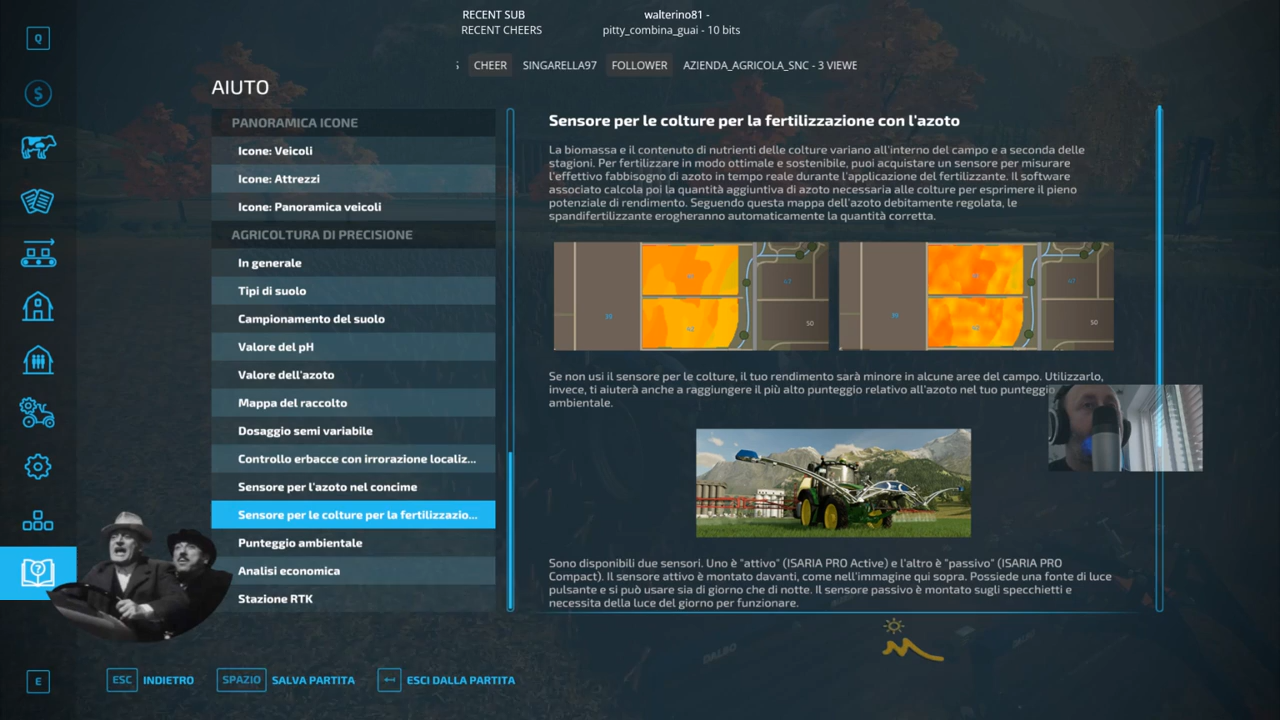 RECENT SUB walterino81 -
RECENT CHEERS pitty_combina_guai - 10 bits
CHEER SINGARELLA97 FOLLOWER AZIENDA_AGRICOLA_SNC - 3 VIEWE
Q
AIUTO
PANORAMICA ICONE
Icone: Veicoli
Icone: Attrezzi
Icone: Panoramica veicoli
AGRICOLTURA DI PRECISIONE
In generale
Tipi di suolo
Campionamento del suolo
Valore del pH
Valore dell'azoto
Mappa del raccolto
Dosaggio semi variabile
Controllo erbacce con irrorazione localiz...
Sensore per l'azoto nel concime
Sensore per le colture per la fertilizzazio...
Punteggio ambientale
Analisi economica
Stazione RTK
Sensore per le colture per la fertilizzazione con l'azoto
La biomassa e il contenuto di nutrienti delle colture variano all'interno del campo e a seconda delle
stagioni. Per fertilizzare in modo ottimale e sostenibile, puoi acquistare un sensore per misurare
l'effettivo fabbisogno di azoto in tempo reale durante l'applicazione del fertilizzante. Il software
associato calcola poi la quantità aggiuntiva di azoto necessaria alle colture per esprimere il pieno
potenziale di rendimento. Seguendo questa mappa dell'azoto debitamente regolata, le
spandifertilizzante erogheranno automaticamente la quantità corretta.
Se non usi il sensore per le colture, il tuo rendimento sarà minore in alcune aree del campo. Utilizzarlo,
invece, ti aiuterà anche a raggiungere il più alto punteggio relativo all'azoto nel tuo punteggio
ambientale.
Sono disponibili due sensori. Uno è "attivo" (ISARIA PRO Active) e l'altro è "passivo" (ISARIA PRO
Compact). Il sensore attivo è montato davanti, come nell'immagine qui sopra. Possiede una fonte di luce
pulsante e si può usare sia di giorno che di notte. Il sensore passivo è montato sugli specchietti e
necessita della luce del giorno per funzionare.
E
ESC INDIETRO SPAZIO SALVA PARTITA ESCI DALLA PARTITA